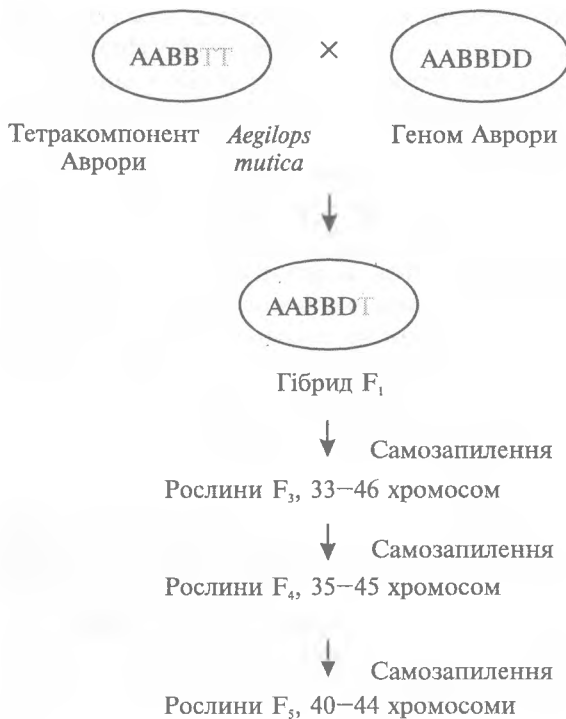 AABBTT × AABBDD
Тетракомпонент Aegilops Геном Аврори
Аврори mutica
AABBDT
Гібрид F₁
Самозапилення
Рослини F₃, 33–46 хромосом
Самозапилення
Рослини F₄, 35–45 хромосом
Самозапилення
Рослини F₅, 40–44 хромосоми